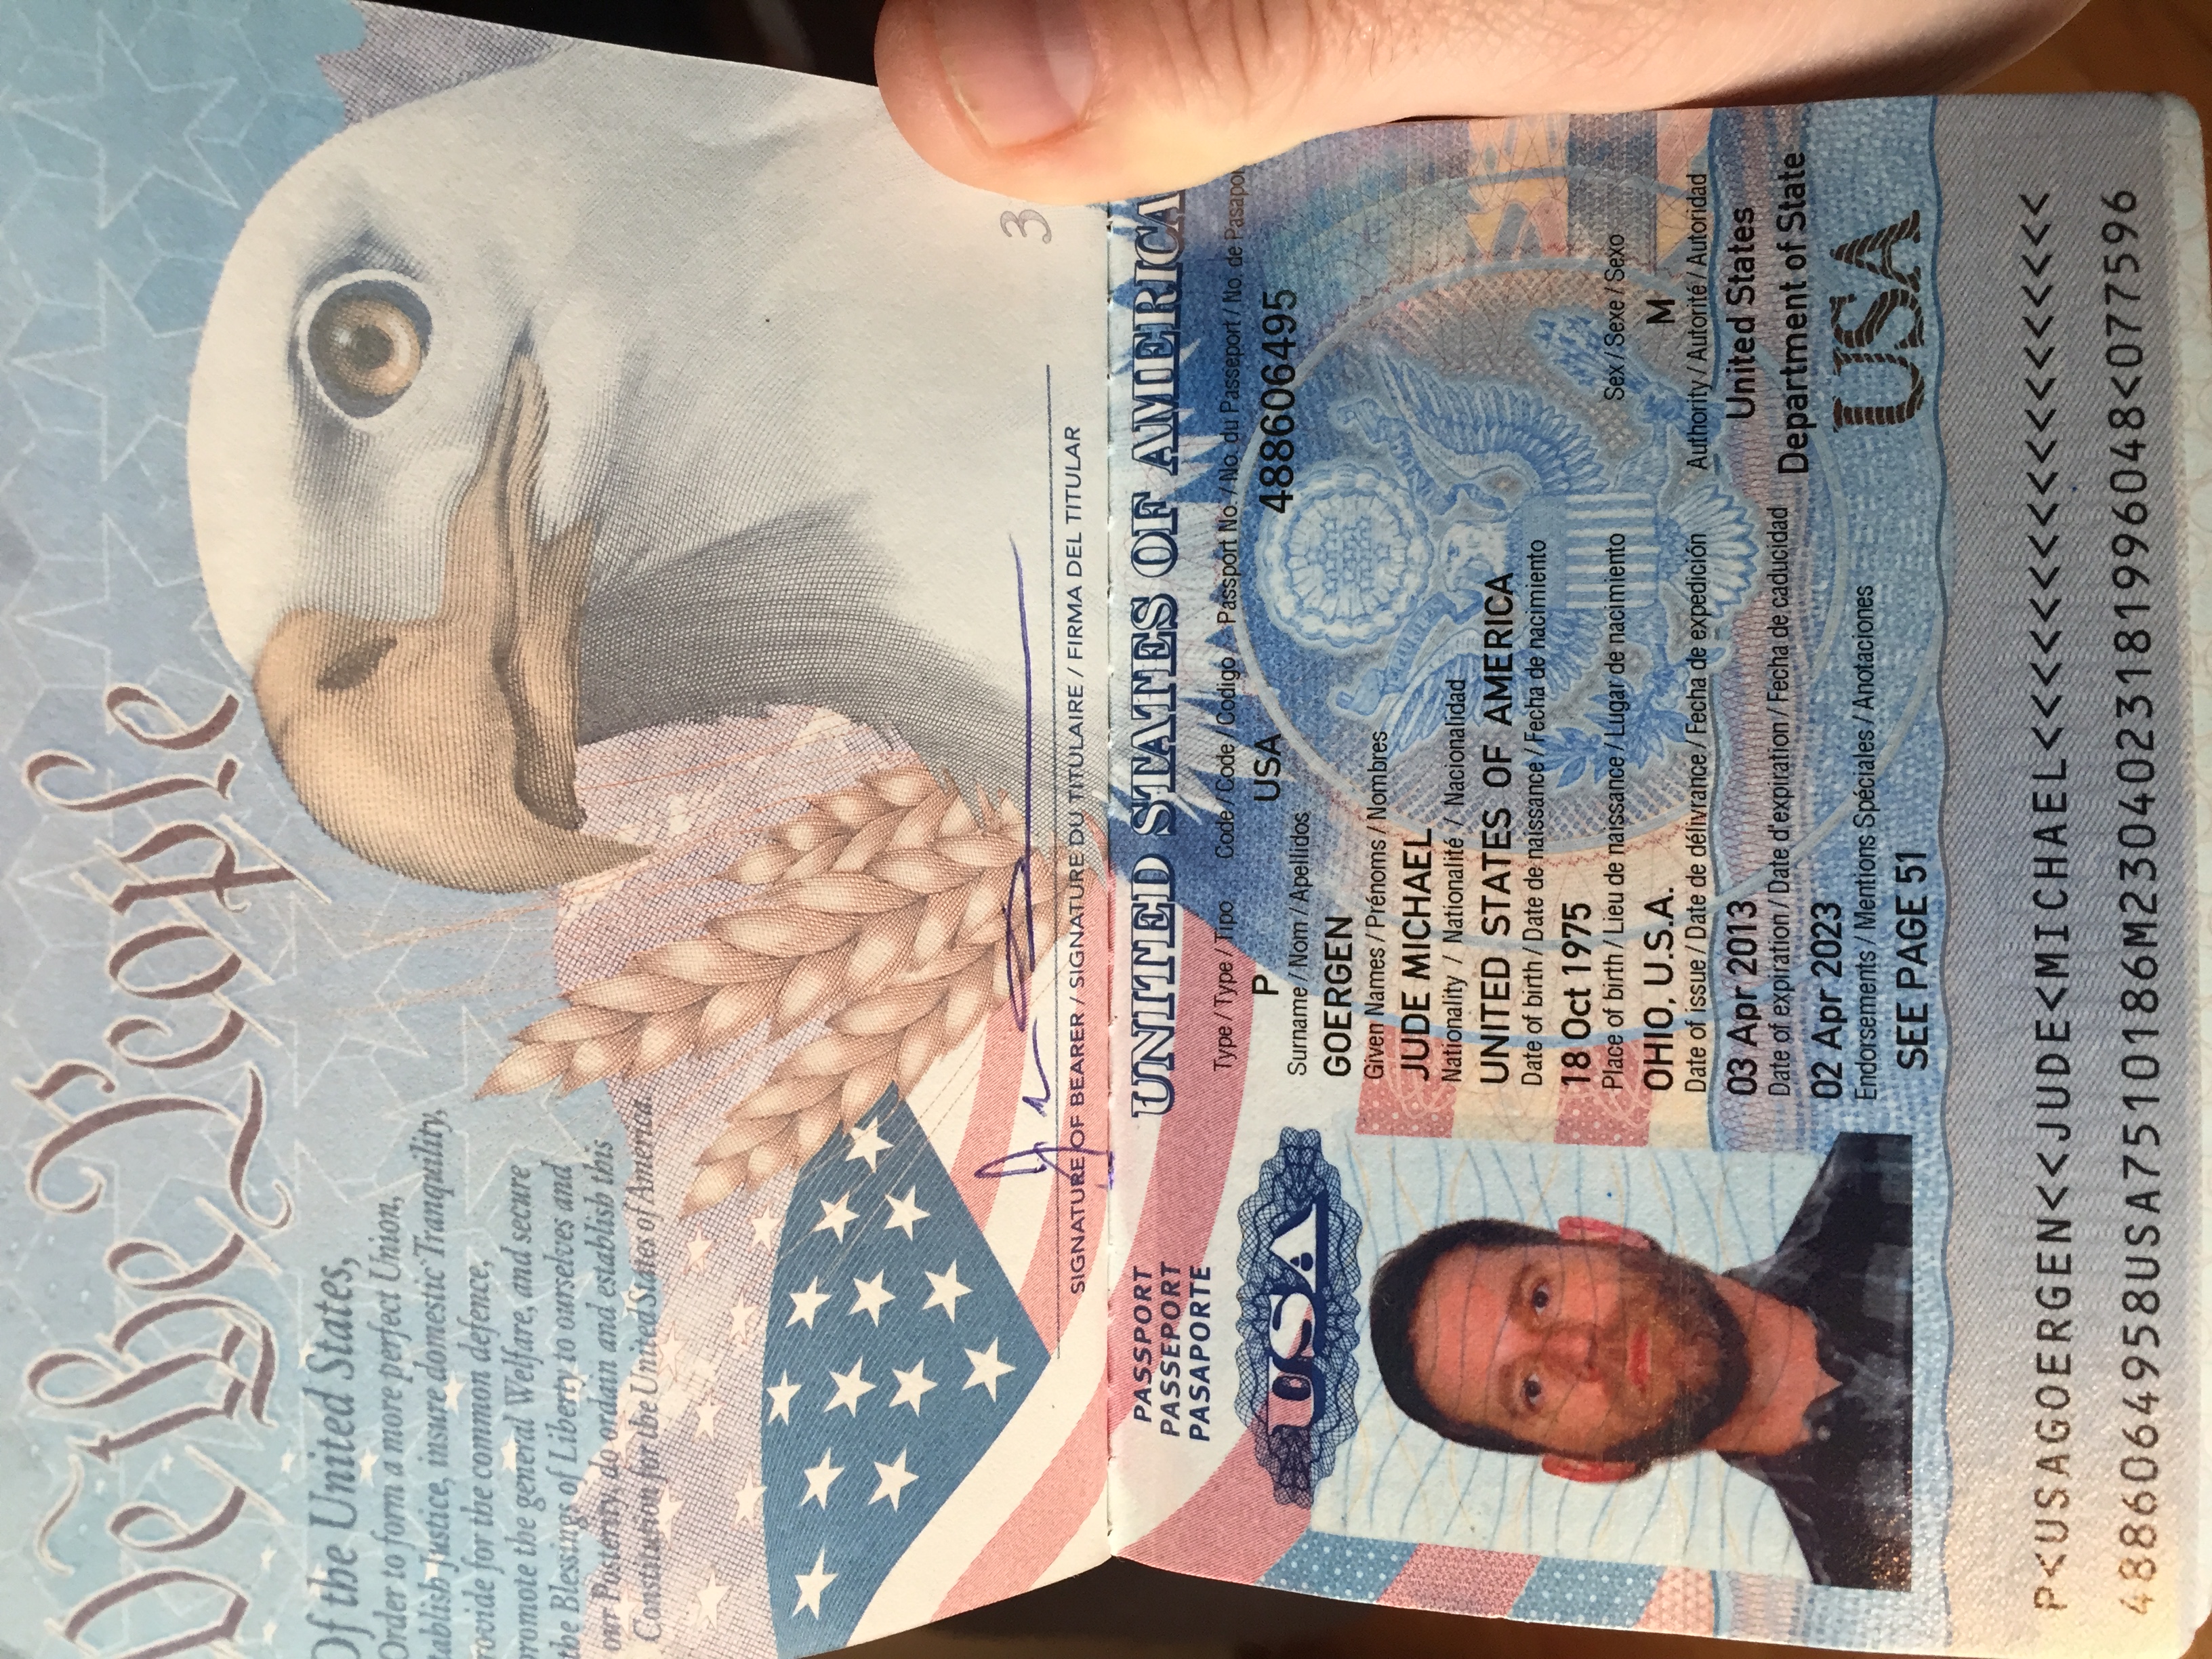 We the People
Of the United States,
Order to form a more perfect Union,
tablish Justice, insure domestic Tranquility,
rovide for the common defence,
promote the general Welfare, and secure
the Blessings of Liberty to ourselves and
our Posterity, do ordain and establish this
Constitution for the United States of America.
3
SIGNATURE OF BEARER / SIGNATURE DU TITULAIRE / FIRMA DEL TITULAR
PASSPORT
PASSEPORT
PASAPORTE
USA
UNITED STATES OF AMERICA
Type / Type / Tipo Code / Code / Codigo Passport No. / No. du Passeport / No. de Pasapor
P USA 488606495
Surname / Nom / Apellidos
GOERGEN
Given Names / Prénoms / Nombres
JUDE MICHAEL
Nationality / Nationalité / Nacionalidad
UNITED STATES OF AMERICA
Date of birth / Date de naissance / Fecha de nacimiento
18 Oct 1975
Place of birth / Lieu de naissance / Lugar de nacimiento Sex / Sexe / Sexo
OHIO, U.S.A. M
Date of issue / Date de délivrance / Fecha de expedición Authority / Autorité / Autoridad
03 Apr 2013 United States
Date of expiration / Date d'expiration / Fecha de caducidad Department of State
02 Apr 2023
Endorsements / Mentions Spéciales / Anotaciones
SEE PAGE 51
USA
P<USAGOERGEN<<JUDE<MICHAEL<<<<<<<<<<<<<<<<<<
4886064958USA7510186M2304023181996048<077596